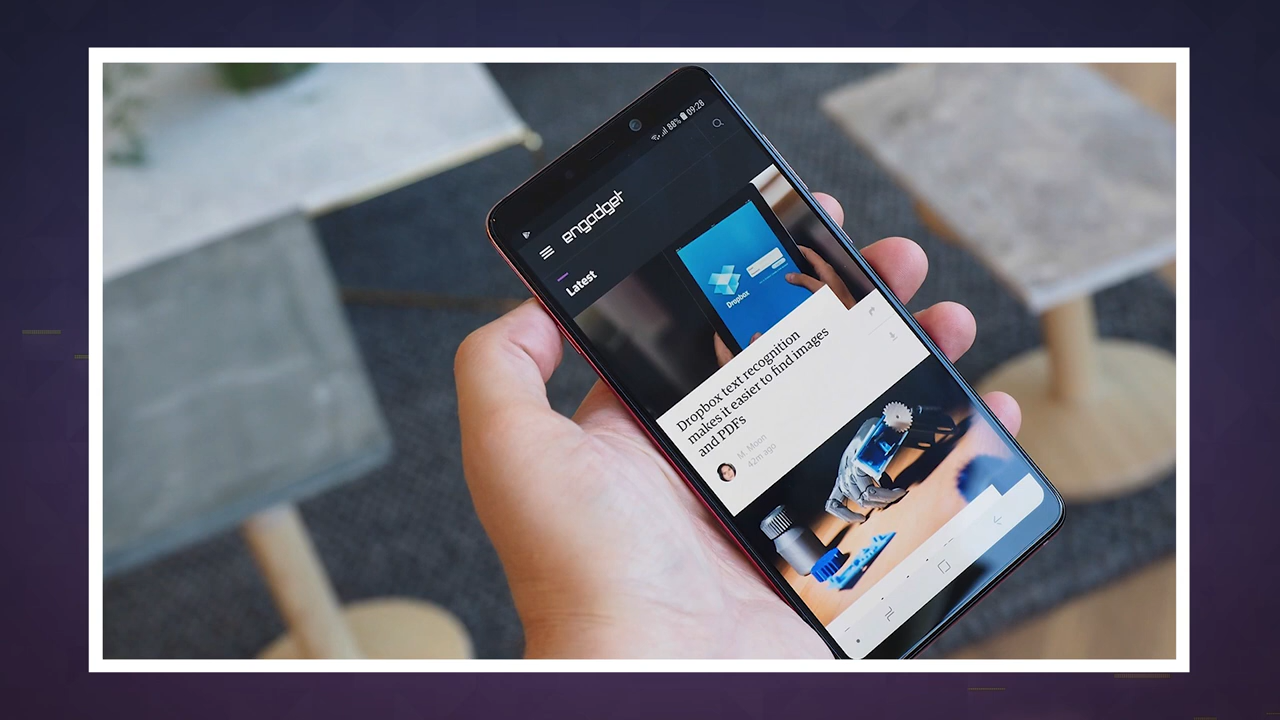 88% 09:28
engadget
Latest
Dropbox
Dropbox text recognition
makes it easier to find images
and PDFs
M. Moon
42m ago